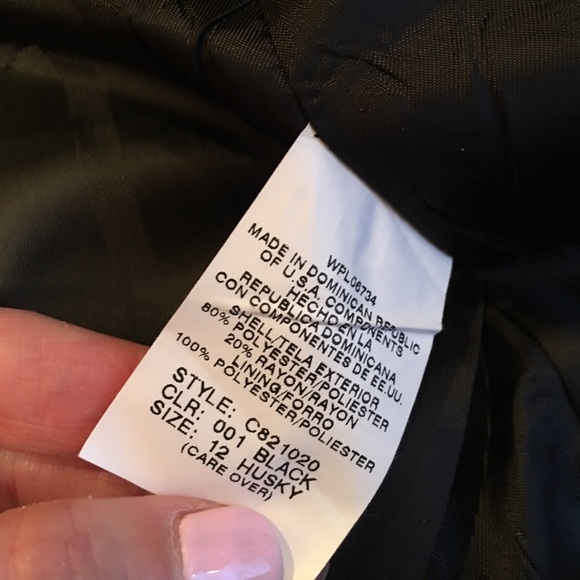 WPL06734
MADE IN DOMINICAN REPUBLIC
OF U.S.A. COMPONENTS
HECHO EN LA
REPUBLICA DOMINICANA
CON COMPONENTES DE EE.UU.
SHELL/TELA EXTERIOR
80% POLYESTER/POLIESTER
20% RAYON/RAYON
LINING/FORRO
100% POLYESTER/POLIESTER
STYLE: C821020
CLR: 001 BLACK
SIZE: 12 HUSKY
(CARE OVER)